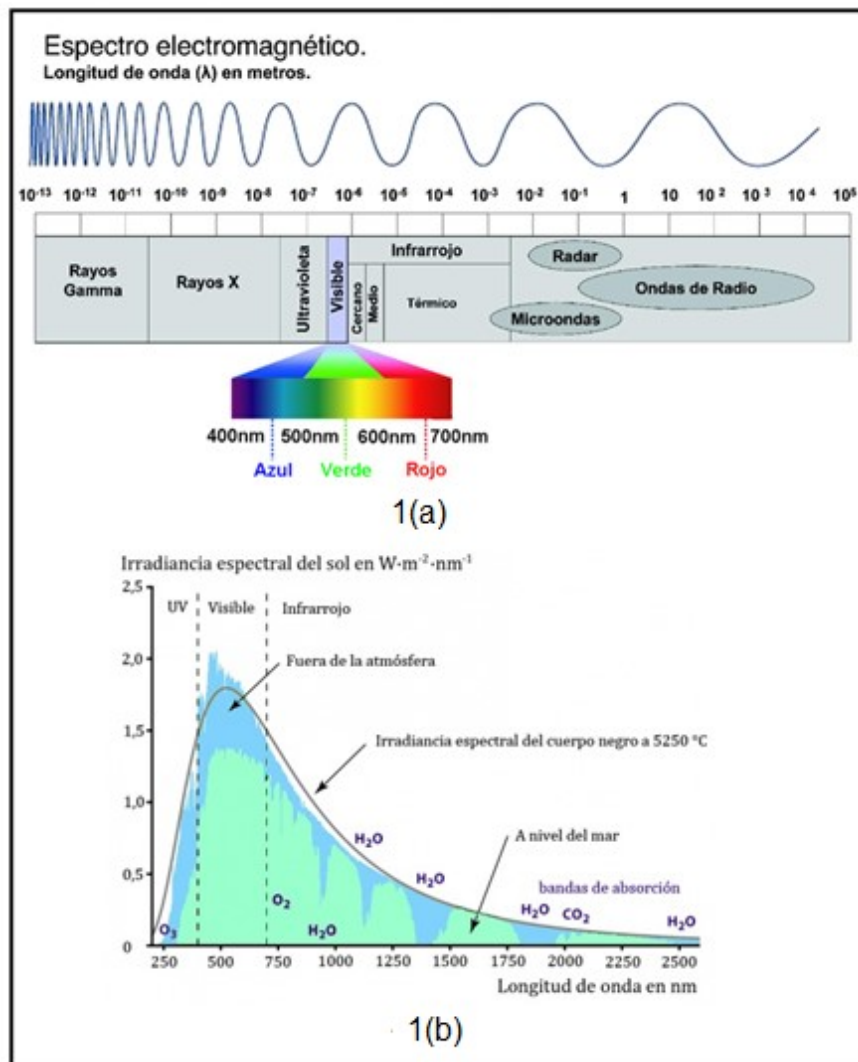 Espectro electromagnético.
Longitud de onda (λ) en metros.
10⁻¹³ 10⁻¹² 10⁻¹¹ 10⁻¹⁰ 10⁻⁹ 10⁻⁸ 10⁻⁷ 10⁻⁶ 10⁻⁵ 10⁻⁴ 10⁻³ 10⁻² 10⁻¹ 1 10 10² 10³ 10⁴ 10⁵
Rayos
Gamma
Rayos X
Ultravioleta
Visible
Infrarrojo
Cercano
Medio
Térmico
Radar
Ondas de Radio
Microondas
400nm 500nm 600nm 700nm
Azul Verde Rojo
1(a)
Irradiancia espectral del sol en W·m⁻²·nm⁻¹
2,5
UV Visible Infrarrojo
2,0
Fuera de la atmósfera
1,5
Irradiancia espectral del cuerpo negro a 5250 °C
1,0
H₂O
A nivel del mar
0,5
H₂O
bandas de absorción
O₂
H₂O CO₂ H₂O
O₃
H₂O
0
250 500 750 1000 1250 1500 1750 2000 2250 2500
Longitud de onda en nm
1(b)